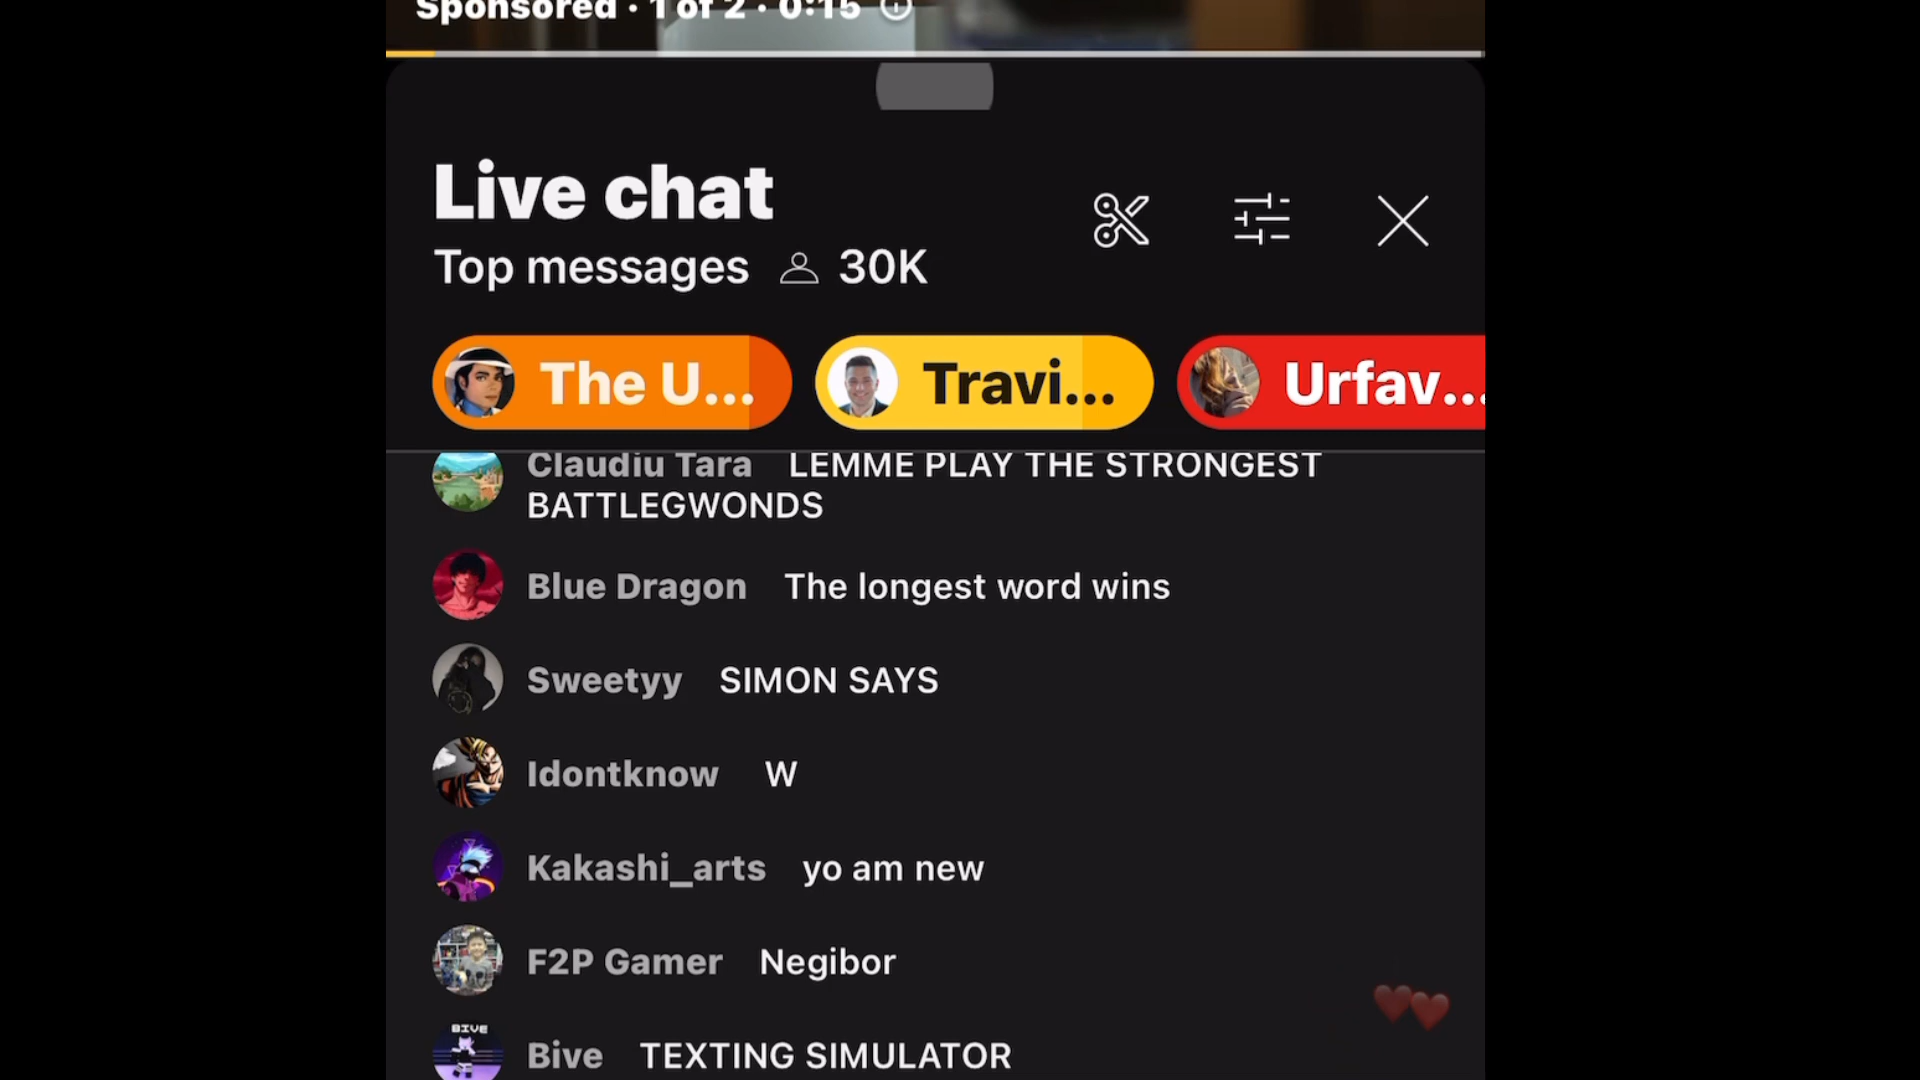 Sponsored · 1 of 2 · 0:15
Live chat
Top messages 30K
The U... Travi... Urfav...
Claudiu Tara LEMME PLAY THE STRONGEST
BATTLEGWONDS
Blue Dragon The longest word wins
Sweetyy SIMON SAYS
Idontknow W
Kakashi_arts yo am new
F2P Gamer Negibor
BIVE
Bive TEXTING SIMULATOR